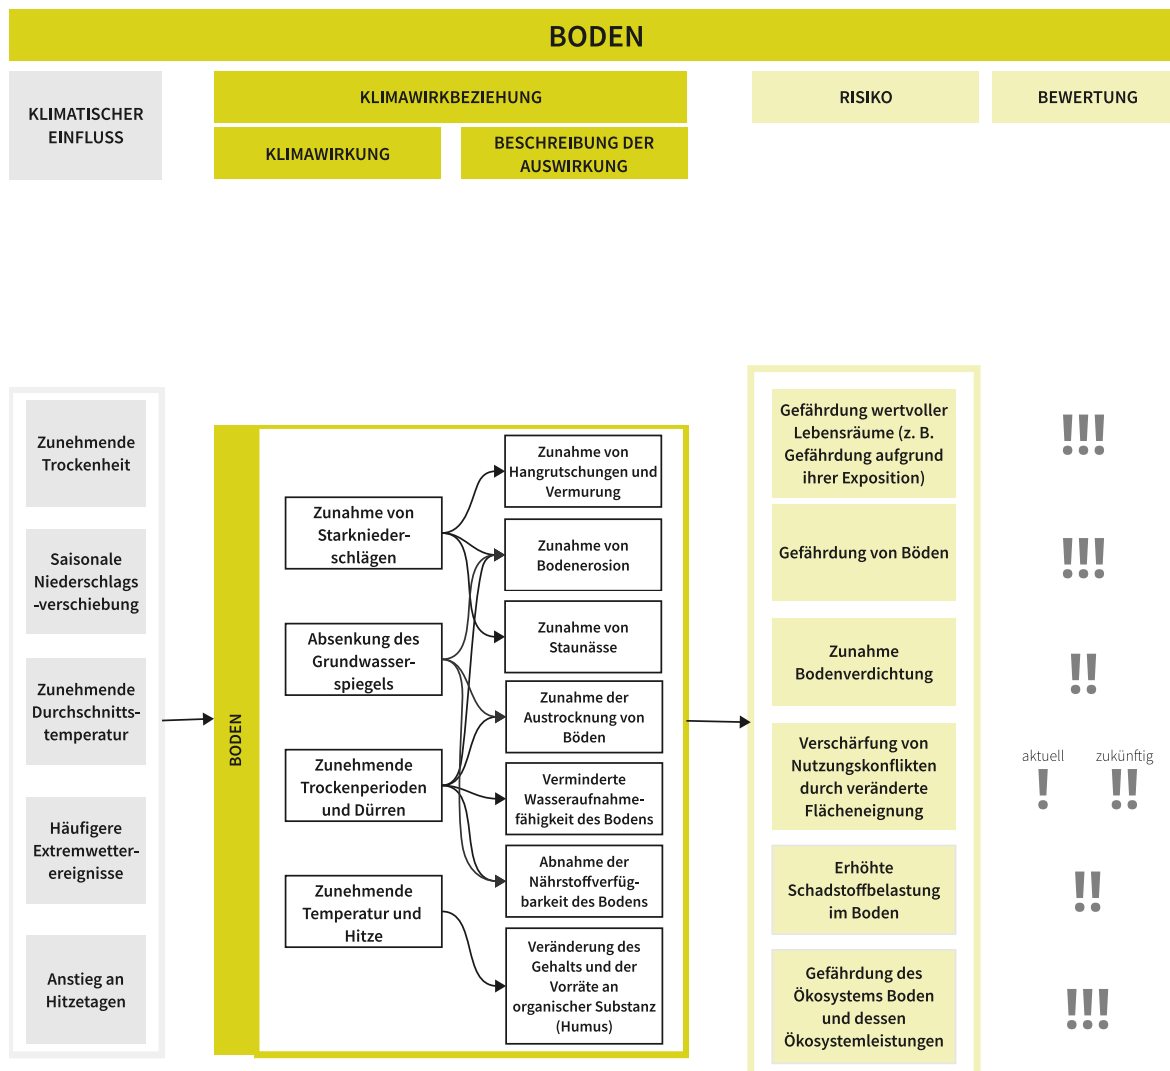 BODEN
KLIMATISCHER
EINFLUSS
KLIMAWIRKBEZIEHUNG
KLIMAWIRKUNG
BESCHREIBUNG DER
AUSWIRKUNG
RISIKO
BEWERTUNG
Zunehmende
Trockenheit
Saisonale
Niederschlags
-verschiebung
Zunehmende
Durchschnitts-
temperatur
Häufigere
Extremwetter-
ereignisse
Anstieg an
Hitzetagen
BODEN
Zunahme von
Starknieder-
schlägen
Absenkung des
Grundwasser-
spiegels
Zunehmende
Trockenperioden
und Dürren
Zunehmende
Temperatur und
Hitze
Zunahme von
Hangrutschungen und
Vermurung
Zunahme von
Bodenerosion
Zunahme von
Staunässe
Zunahme der
Austrocknung von
Böden
Verminderte
Wasseraufnahme-
fähigkeit des Bodens
Abnahme der
Nährstoffverfüg-
barkeit des Bodens
Veränderung des
Gehalts und der
Vorräte an
organischer Substanz
(Humus)
Gefährdung wertvoller
Lebensräume (z. B.
Gefährdung aufgrund
ihrer Exposition)
!!!
Gefährdung von Böden
!!!
Zunahme
Bodenverdichtung
!!
Verschärfung von
Nutzungskonflikten
durch veränderte
Flächeneignung
aktuell zukünftig
! !!
Erhöhte
Schadstoffbelastung
im Boden
!!
Gefährdung des
Ökosystems Boden
und dessen
Ökosystemleistungen
!!!